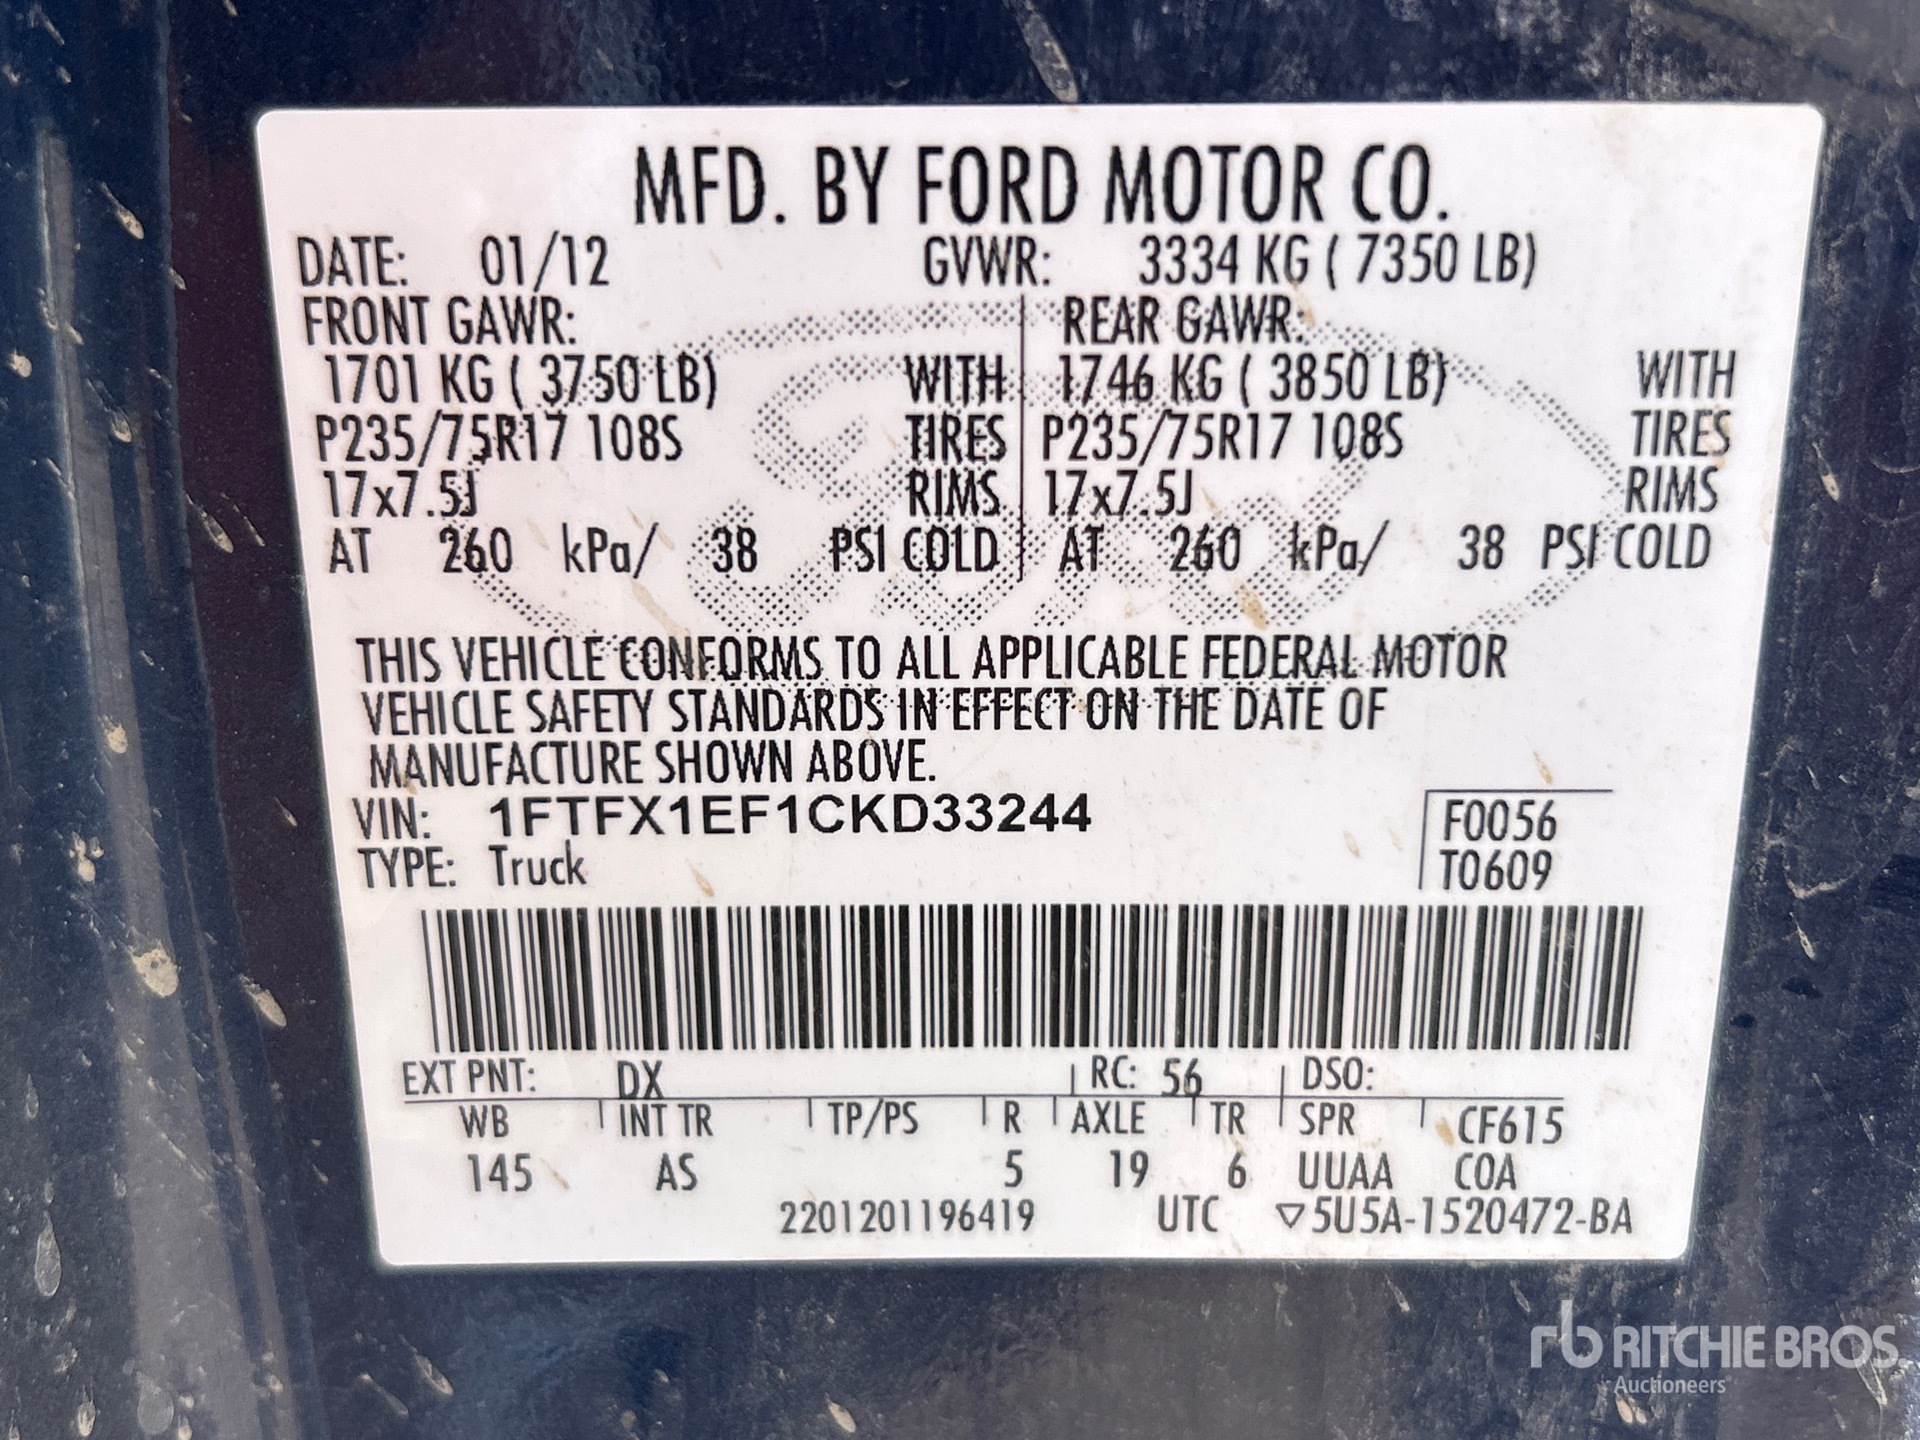 MFD. BY FORD MOTOR CO.
DATE: 01/12 GVWR: 3334 KG ( 7350 LB)
FRONT GAWR: REAR GAWR:
1701 KG ( 3750 LB) WITH 1746 KG ( 3850 LB) WITH
P235/75R17 108S TIRES P235/75R17 108S TIRES
17x7.5J RIMS 17x7.5J RIMS
AT 260 kPa/ 38 PSI COLD AT 260 kPa/ 38 PSI COLD
THIS VEHICLE CONFORMS TO ALL APPLICABLE FEDERAL MOTOR
VEHICLE SAFETY STANDARDS IN EFFECT ON THE DATE OF
MANUFACTURE SHOWN ABOVE.
VIN: 1FTFX1EF1CKD33244 F0056
TYPE: Truck T0609
EXT PNT: DX RC: 56 DSO:
WB INT TR TP/PS R AXLE TR SPR CF615
145 AS 5 19 6 UUAA COA
2201201196419 UTC ▽5U5A-1520472-BA
rb RITCHIE BROS.
Auctioneers